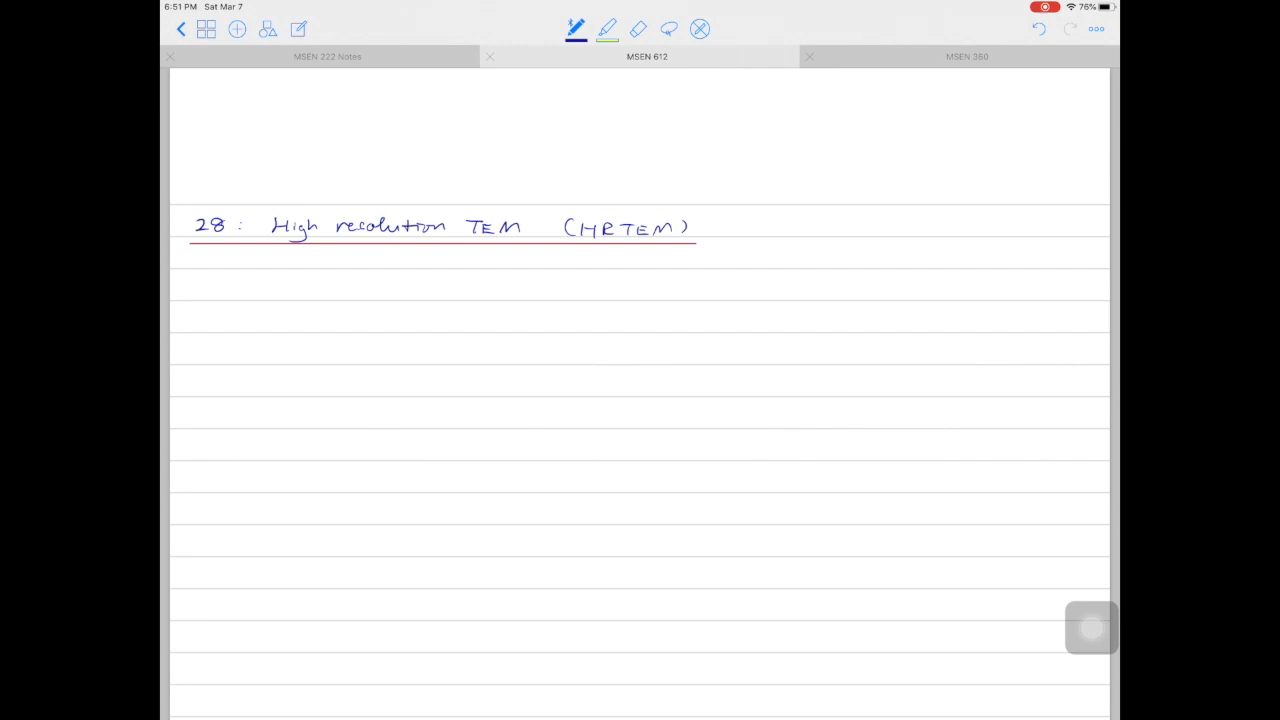 6:51 PM Sat Mar 7 76%
MSEN 222 Notes MSEN 612 MSEN 360
28: High resolution TEM (HRTEM)